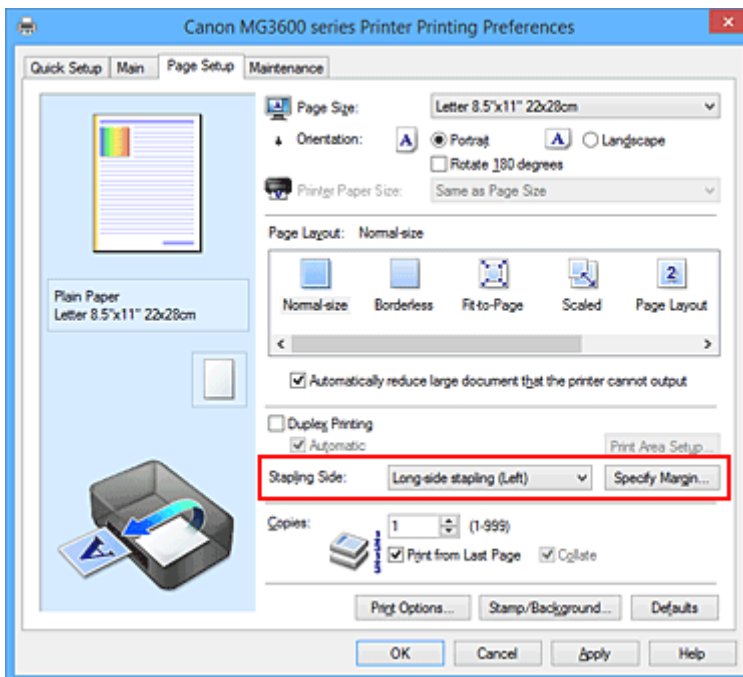 Canon MG3600 series Printer Printing Preferences
Quick Setup Main Page Setup Maintenance
Page Size: Letter 8.5"x11" 22x28cm
Orientation: A Portrait A Landscape
Rotate 180 degrees
Printer Paper Size: Same as Page Size
Page Layout: Normal-size
2
Normal-size Borderless Fit-to-Page Scaled Page Layout
Plain Paper
Letter 8.5"x11" 22x28cm
Automatically reduce large document that the printer cannot output
Duplex Printing
Automatic Print Area Setup...
Stapling Side: Long-side stapling (Left) Specify Margin...
Copies: 1 (1-999)
Print from Last Page Collate
A
Print Options... Stamp/Background... Defaults
OK Cancel Apply Help